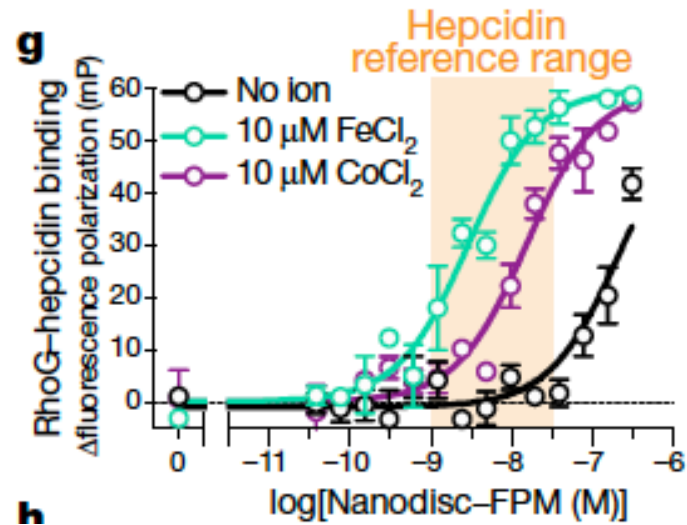 g
Hepcidin
reference range
RhoG–hepcidin binding
Δfluorescence polarization (mP)
60
50
40
30
20
10
0
No ion
10 μM FeCl₂
10 μM CoCl₂
0
−11
−10
−9
−8
−7
−6
log[Nanodisc–FPM (M)]